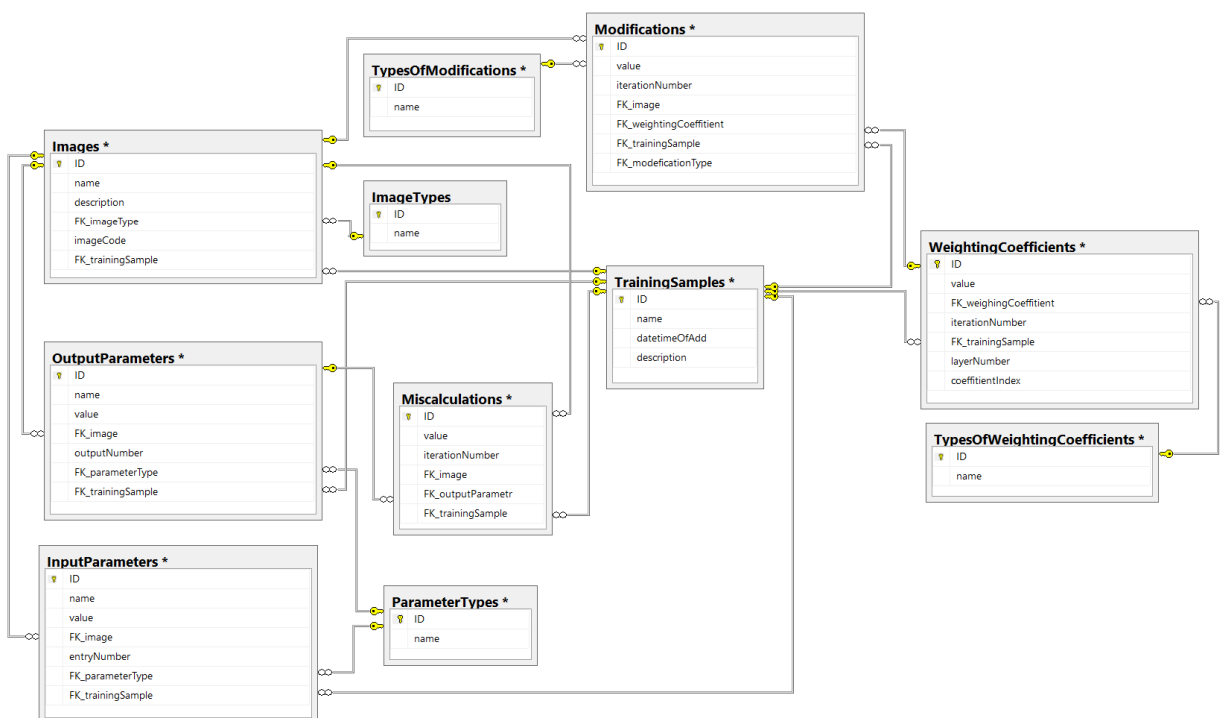 Modifications *
ID
value
iterationNumber
FK_image
FK_weightingCoeffitient
FK_trainingSample
FK_modeficationType
TypesOfModifications *
ID
name
Images *
ID
name
description
FK_imageType
imageCode
FK_trainingSample
ImageTypes
ID
name
WeightingCoefficients *
ID
value
FK_weighingCoeffitient
iterationNumber
FK_trainingSample
layerNumber
coeffitientIndex
TrainingSamples *
ID
name
datetimeOfAdd
description
OutputParameters *
ID
name
value
FK_image
outputNumber
FK_parameterType
FK_trainingSample
Miscalculations *
ID
value
iterationNumber
FK_image
FK_outputParametr
FK_trainingSample
TypesOfWeightingCoefficients *
ID
name
InputParameters *
ID
name
value
FK_image
entryNumber
FK_parameterType
FK_trainingSample
ParameterTypes *
ID
name